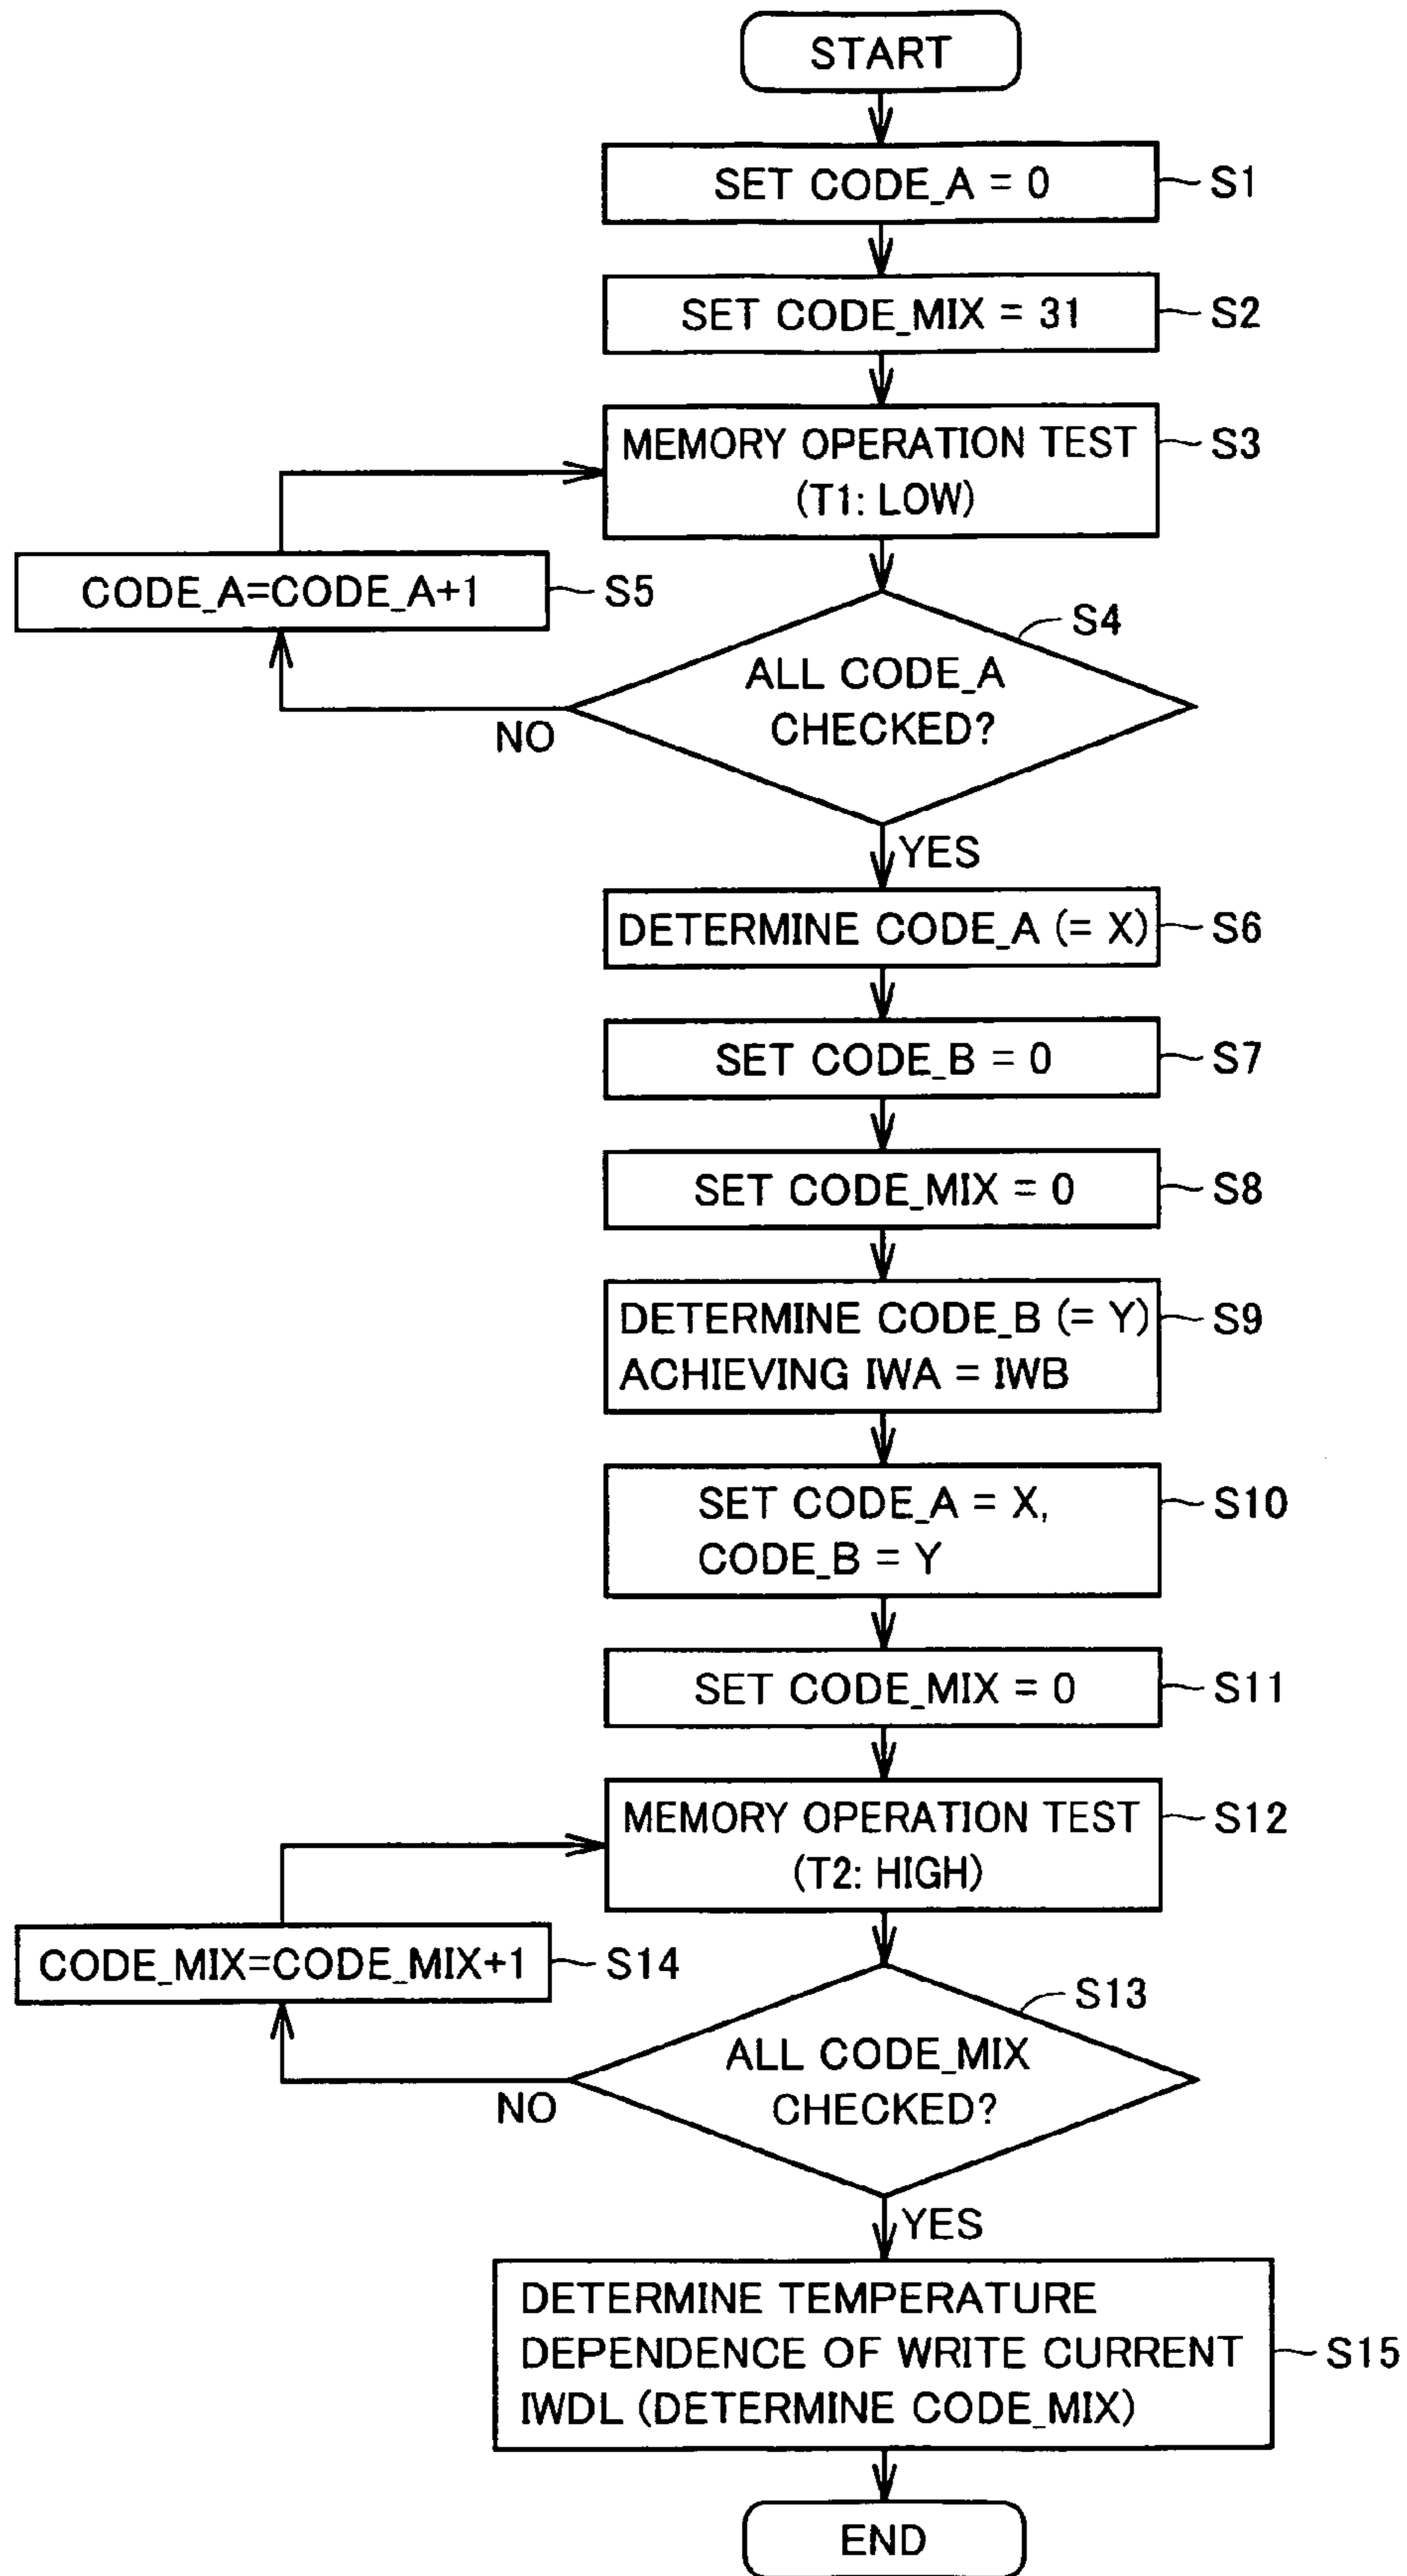 START
SET CODE_A = 0
S1
SET CODE_MIX = 31
S2
MEMORY OPERATION TEST
(T1: LOW)
S3
CODE_A=CODE_A+1
S5
S4
ALL CODE_A
CHECKED?
NO
YES
DETERMINE CODE_A (= X)
S6
SET CODE_B = 0
S7
SET CODE_MIX = 0
S8
DETERMINE CODE_B (= Y)
ACHIEVING IWA = IWB
S9
SET CODE_A = X,
CODE_B = Y
S10
SET CODE_MIX = 0
S11
MEMORY OPERATION TEST
(T2: HIGH)
S12
CODE_MIX=CODE_MIX+1
S14
S13
ALL CODE_MIX
CHECKED?
NO
YES
DETERMINE TEMPERATURE
DEPENDENCE OF WRITE CURRENT
IWDL (DETERMINE CODE_MIX)
S15
END